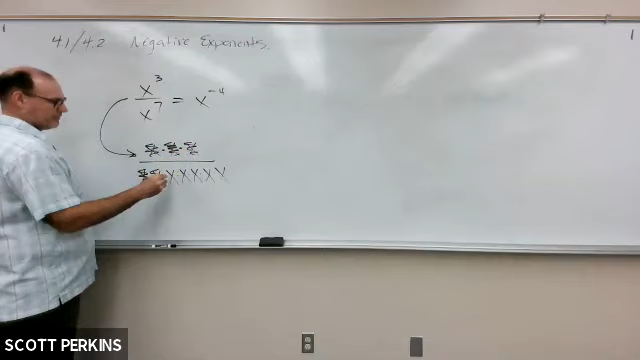 4.1/4.2 Negative Exponents.
x³
— = x⁻⁴
x⁷
X X X X X
SCOTT PERKINS